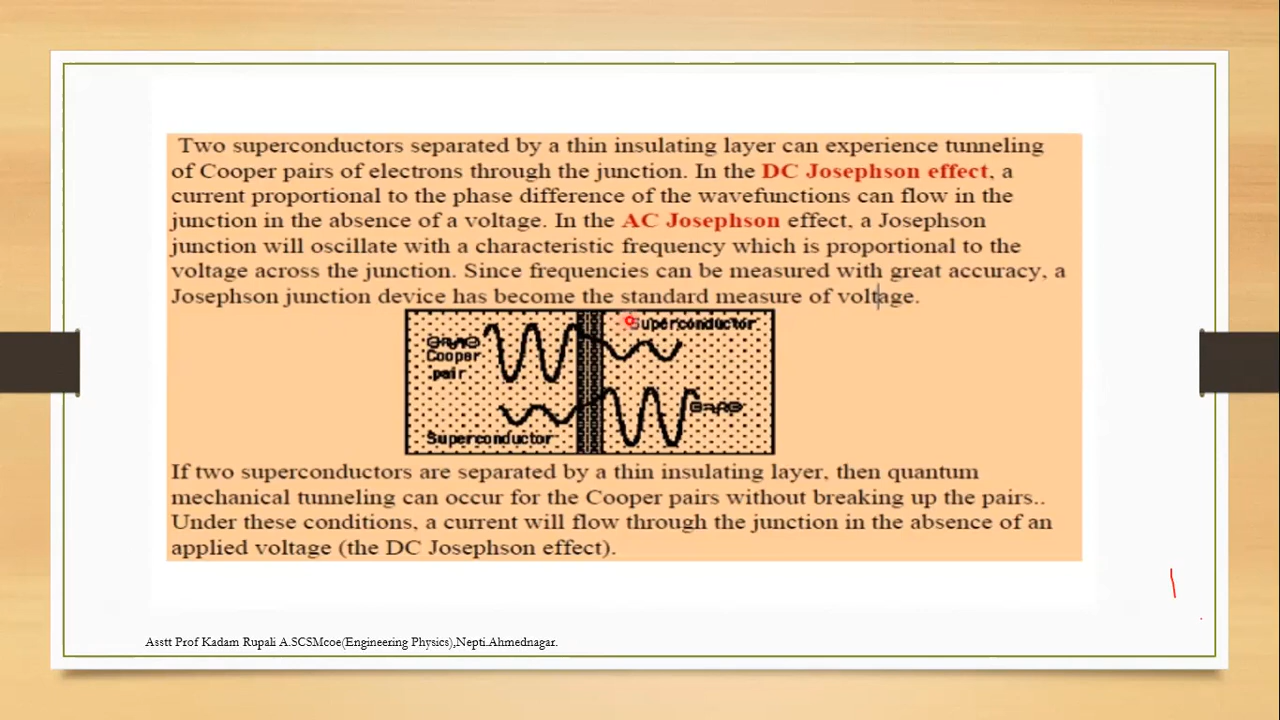 Two superconductors separated by a thin insulating layer can experience tunneling
of Cooper pairs of electrons through the junction. In the DC Josephson effect, a
current proportional to the phase difference of the wavefunctions can flow in the
junction in the absence of a voltage. In the AC Josephson effect, a Josephson
junction will oscillate with a characteristic frequency which is proportional to the
voltage across the junction. Since frequencies can be measured with great accuracy, a
Josephson junction device has become the standard measure of voltage.
Superconductor
Cooper
pair
Superconductor
If two superconductors are separated by a thin insulating layer, then quantum
mechanical tunneling can occur for the Cooper pairs without breaking up the pairs..
Under these conditions, a current will flow through the junction in the absence of an
applied voltage (the DC Josephson effect).
Asstt Prof Kadam Rupali A.SCSMcoe(Engineering Physics),Nepti.Ahmednagar.